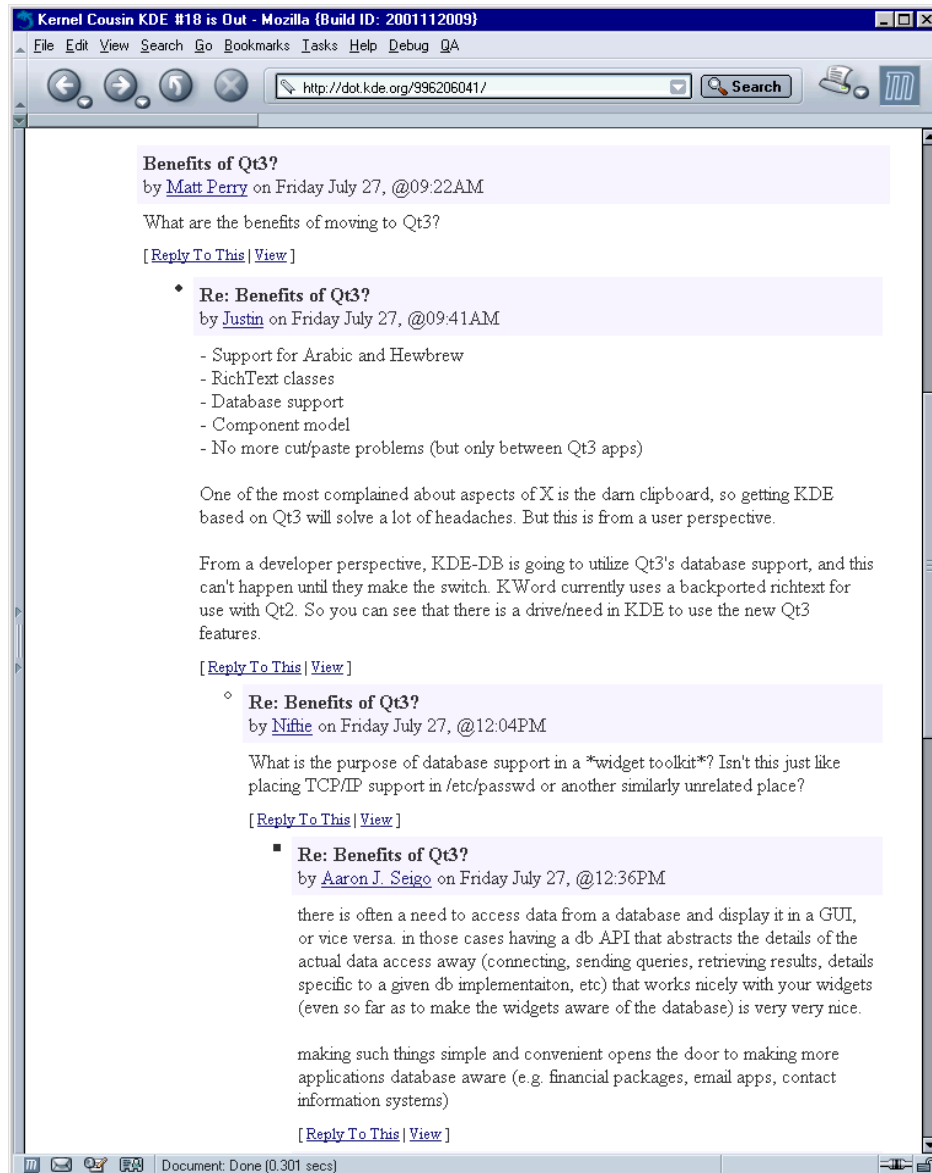 Kernel Cousin KDE #18 is Out - Mozilla {Build ID: 2001112009}
File Edit View Search Go Bookmarks Tasks Help Debug QA
http://dot.kde.org/996206041/ Search
Benefits of Qt3?
by Matt Perry on Friday July 27, @09:22AM
What are the benefits of moving to Qt3?
[ Reply To This | View ]
Re: Benefits of Qt3?
by Justin on Friday July 27, @09:41AM
- Support for Arabic and Hewbrew
- RichText classes
- Database support
- Component model
- No more cut/paste problems (but only between Qt3 apps)
One of the most complained about aspects of X is the darn clipboard, so getting KDE
based on Qt3 will solve a lot of headaches. But this is from a user perspective.
From a developer perspective, KDE-DB is going to utilize Qt3's database support, and this
can't happen until they make the switch. KWord currently uses a backported richtext for
use with Qt2. So you can see that there is a drive/need in KDE to use the new Qt3
features.
[ Reply To This | View ]
Re: Benefits of Qt3?
by Niftie on Friday July 27, @12:04PM
What is the purpose of database support in a *widget toolkit*? Isn't this just like
placing TCP/IP support in /etc/passwd or another similarly unrelated place?
[ Reply To This | View ]
Re: Benefits of Qt3?
by Aaron J. Seigo on Friday July 27, @12:36PM
there is often a need to access data from a database and display it in a GUI,
or vice versa. in those cases having a db API that abstracts the details of the
actual data access away (connecting, sending queries, retrieving results, details
specific to a given db implementaiton, etc) that works nicely with your widgets
(even so far as to make the widgets aware of the database) is very very nice.
making such things simple and convenient opens the door to making more
applications database aware (e.g. financial packages, email apps, contact
information systems)
[ Reply To This | View ]
Document: Done (0.301 secs)